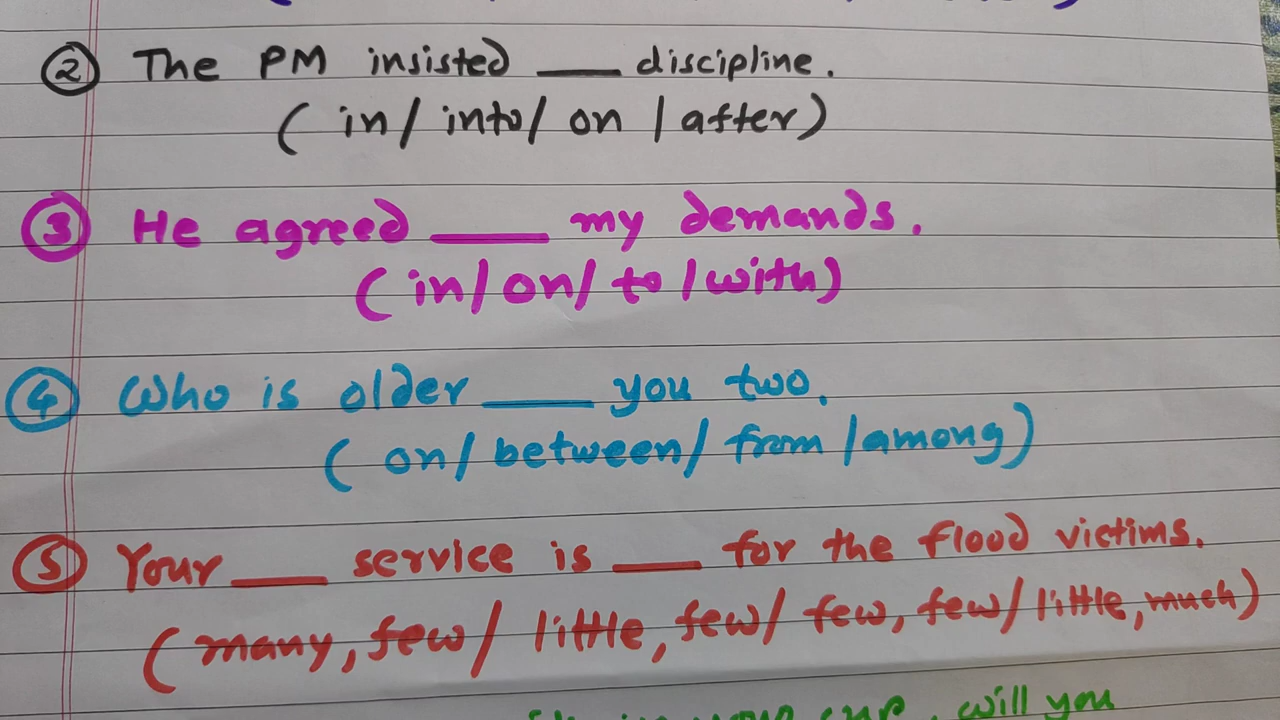 ② The PM insisted ___ discipline.
( in/ into/ on / after)
③ He agreed ___ my demands.
( in/ on/ to / with)
④ Who is older ___ you two.
( on/ between/ from / among)
⑤ Your ___ service is ___ for the flood victims.
( many, few/ little, few/ few, few/ little, much)
your cup, will you